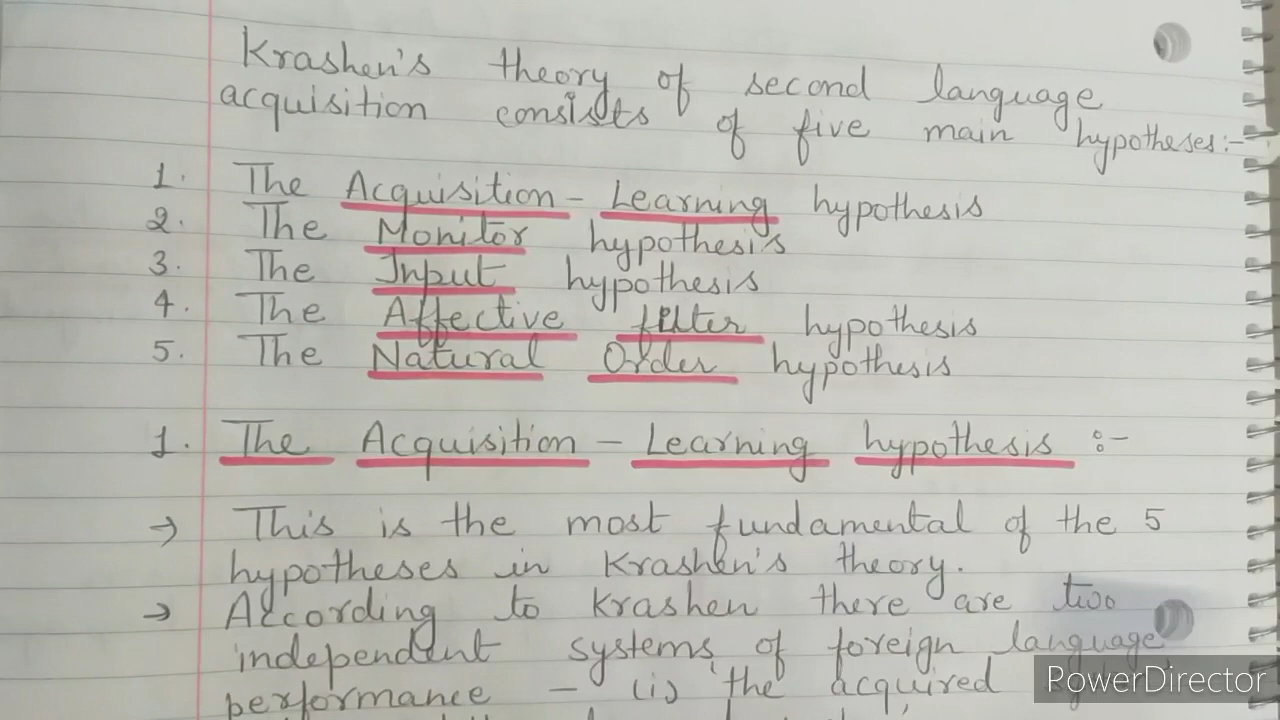 Krashen's theory of second language
acquisition consists of five main hypotheses:-
1. The Acquisition - Learning hypothesis
2. The Monitor hypothesis
3. The Input hypothesis
4. The Affective filter hypothesis
5. The Natural Order hypothesis
1. The Acquisition - Learning hypothesis :-
→ This is the most fundamental of the 5
hypotheses in Krashen's theory.
→ According to Krashen there are two
independent systems of foreign language
performance - (i) the acquired
PowerDirector